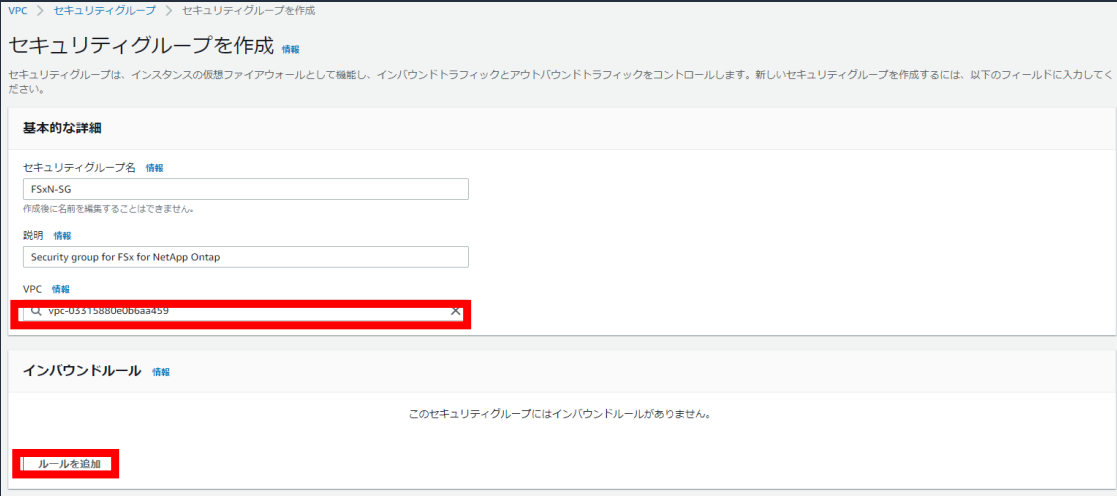 VPC > セキュリティグループ > セキュリティグループを作成
セキュリティグループを作成 情報
セキュリティグループは、インスタンスの仮想ファイアウォールとして機能し、インバウンドトラフィックとアウトバウンドトラフィックをコントロールします。新しいセキュリティグループを作成するには、以下のフィールドに入力してく
ださい。
基本的な詳細
セキュリティグループ名 情報
FSxN-SG
作成後に名前を編集することはできません。
説明 情報
Security group for FSx for NetApp Ontap
VPC 情報
vpc-03315880e0b6aa459
インバウンドルール 情報
このセキュリティグループにはインバウンドルールがありません。
ルールを追加